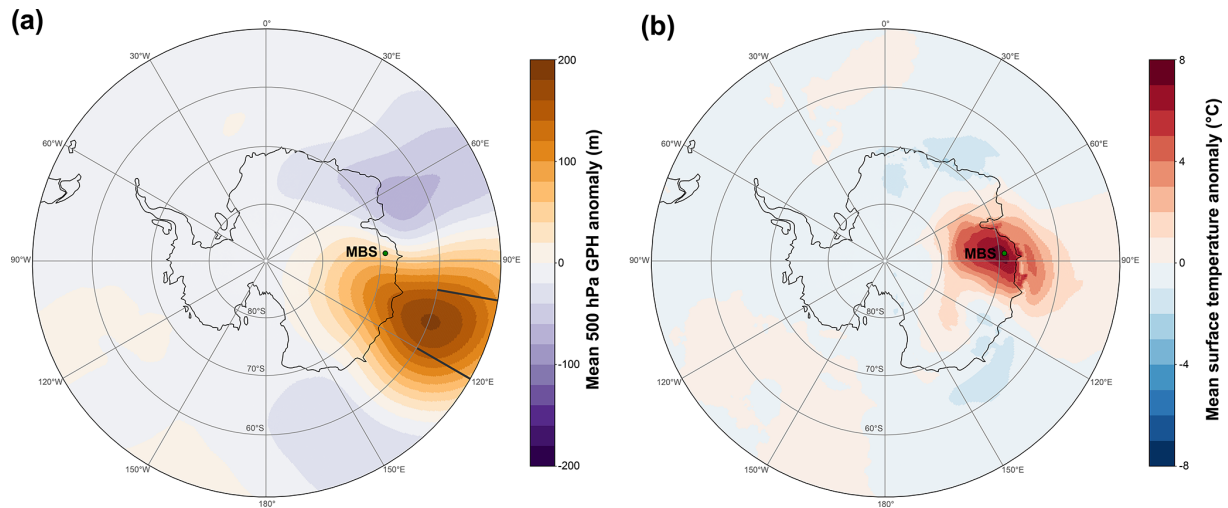 (a)
0°
30°E
60°E
90°E
120°E
150°E
180°
150°W
120°W
90°W
60°W
30°W
80°S
70°S
60°S
MBS
200
100
0
-100
-200
Mean 500 hPa GPH anomaly (m)
(b)
0°
30°E
60°E
90°E
120°E
150°E
180°
150°W
120°W
90°W
60°W
30°W
80°S
70°S
60°S
MBS
8
4
0
-4
-8
Mean surface temperature anomaly (°C)